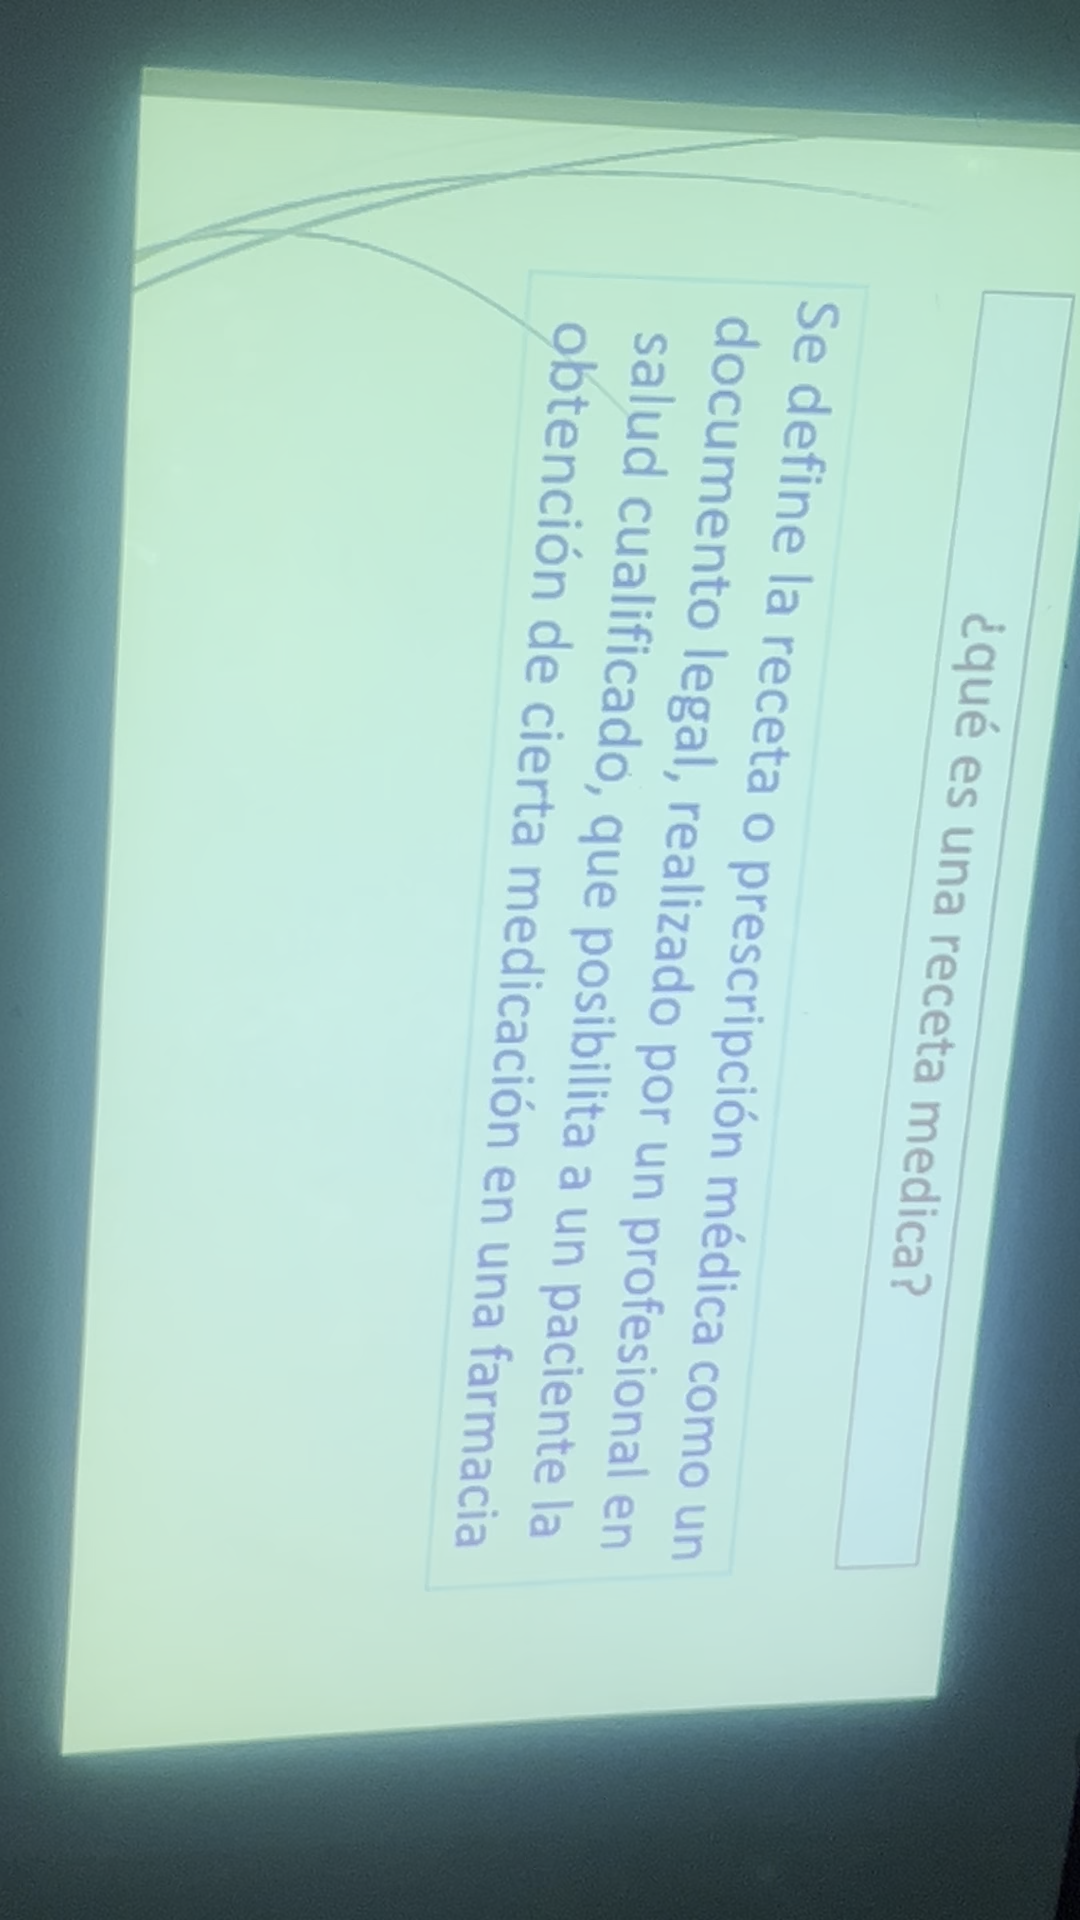 ¿qué es una receta medica?
Se define la receta o prescripción médica como un
documento legal, realizado por un profesional en
salud cualificado, que posibilita a un paciente la
obtención de cierta medicación en una farmacia